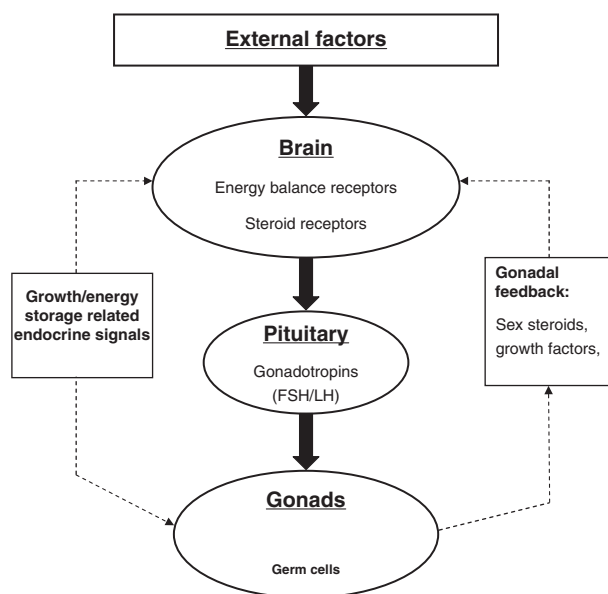 External factors
Brain
Energy balance receptors
Steroid receptors
Growth/energy
storage related
endocrine signals
Gonadal
feedback:
Sex steroids,
growth factors,
Pituitary
Gonadotropins
(FSH/LH)
Gonads
Germ cells